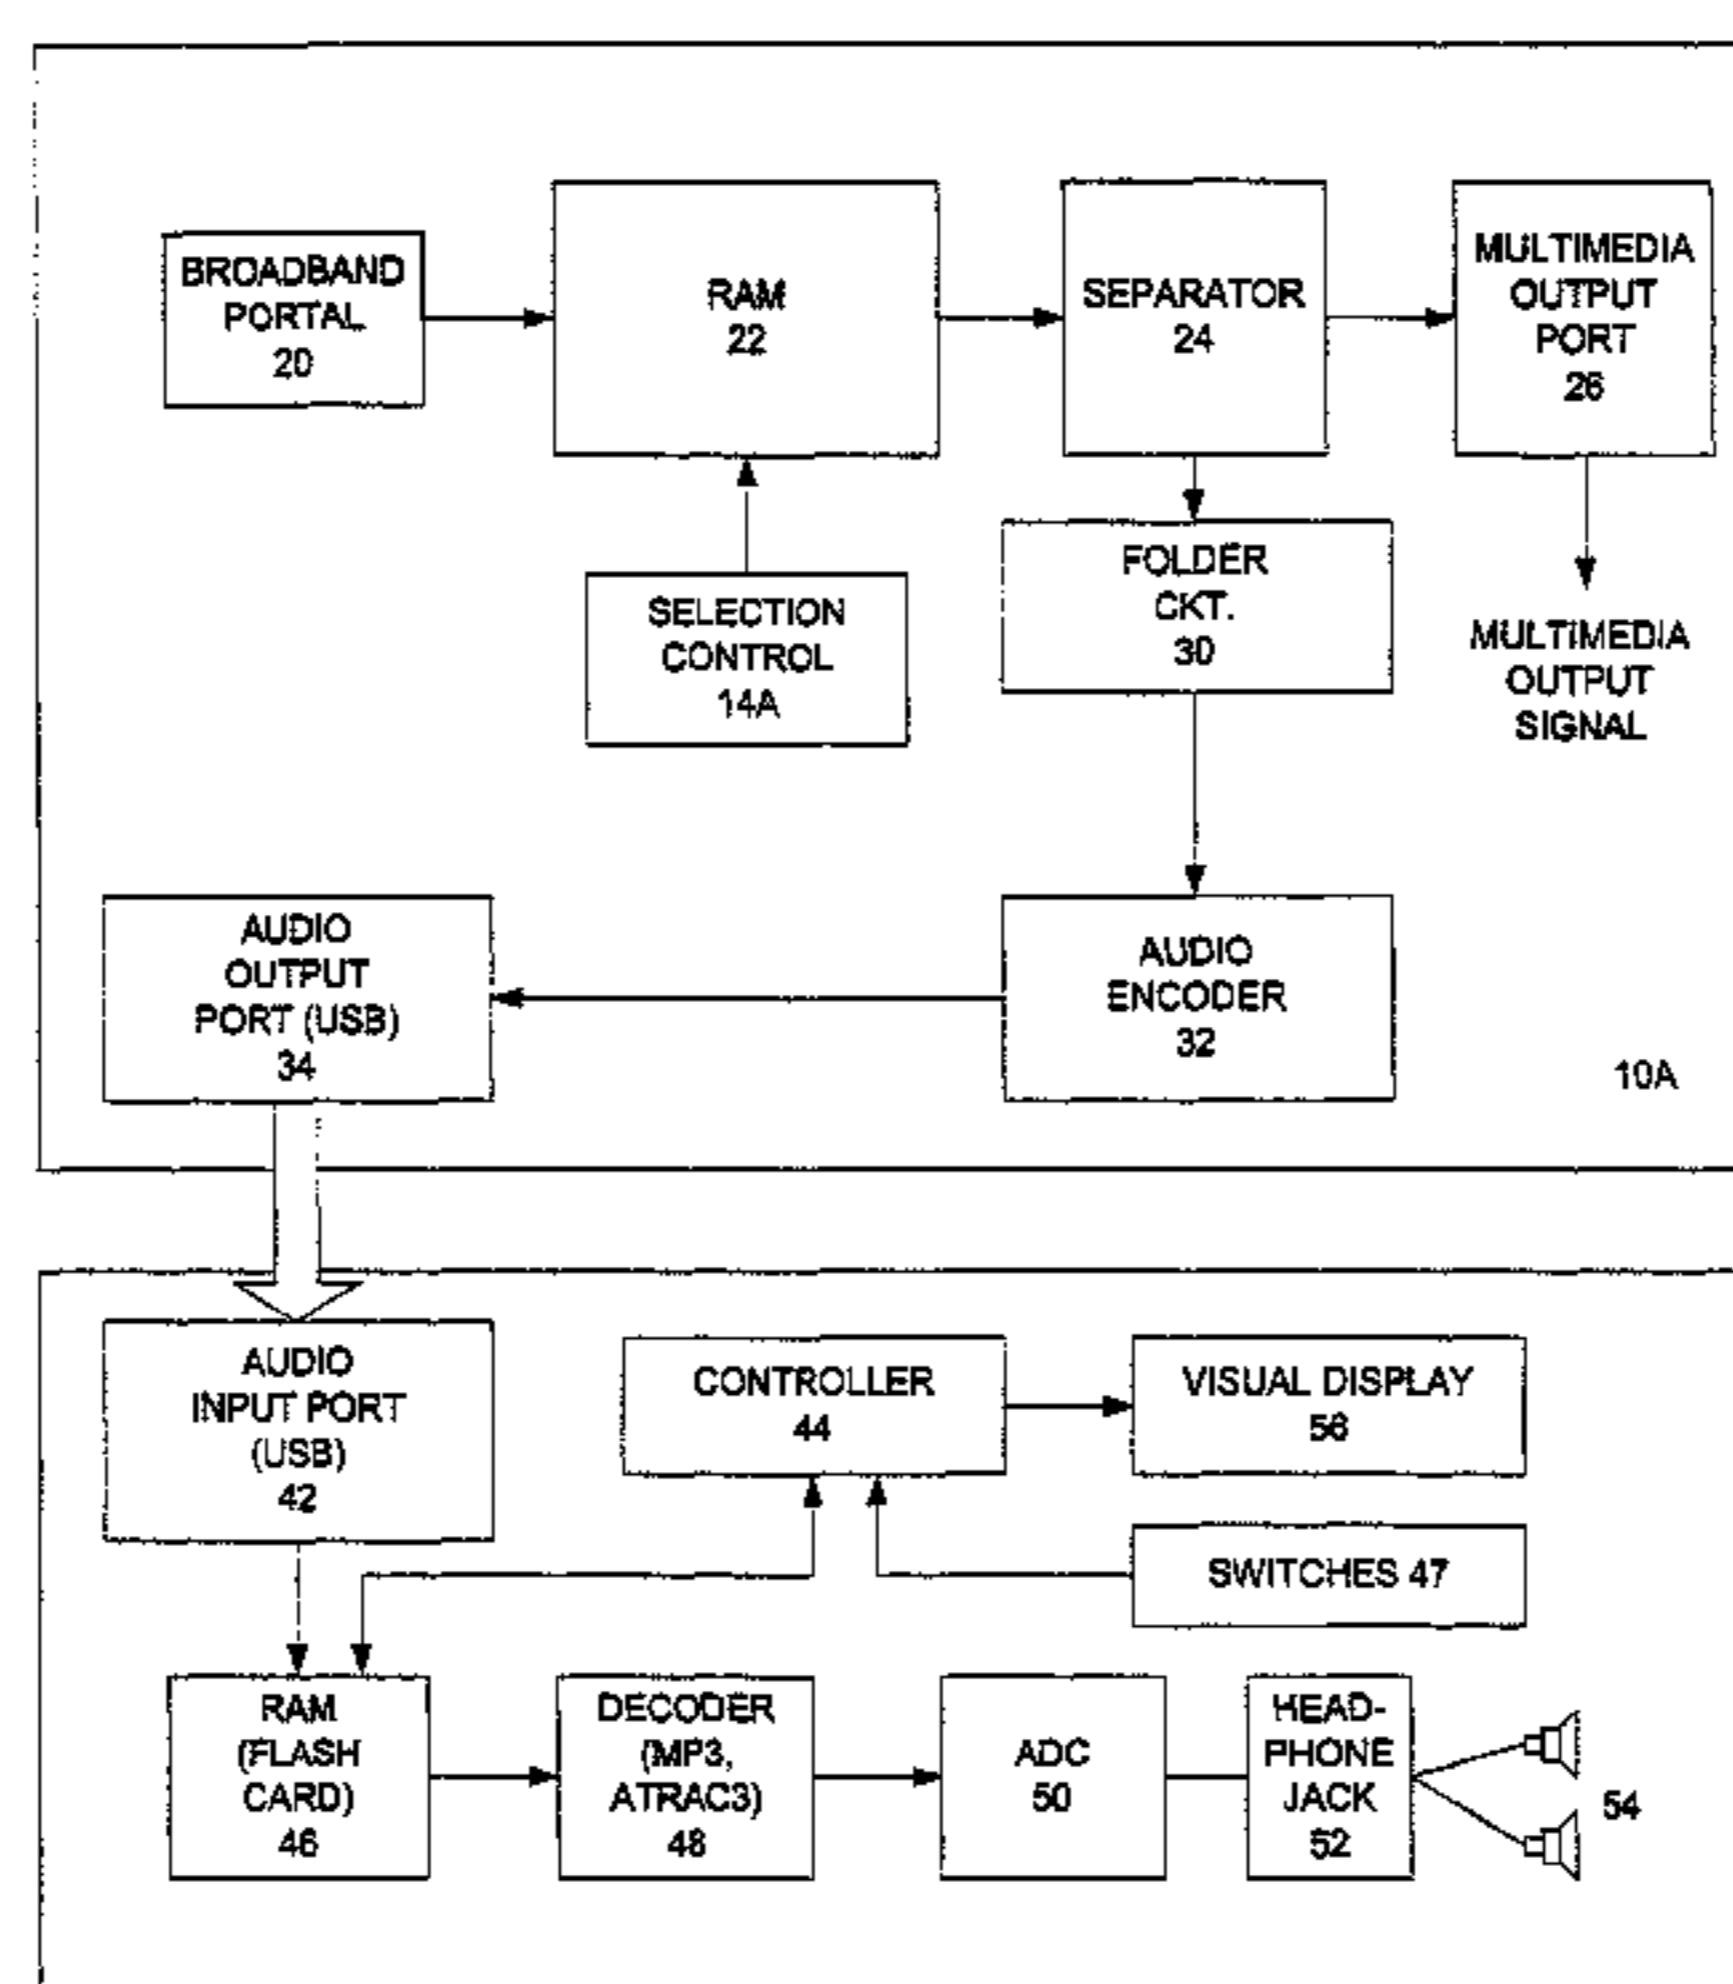 BROADBAND
PORTAL
20
RAM
22
SEPARATOR
24
MULTIMEDIA
OUTPUT
PORT
26
SELECTION
CONTROL
14A
FOLDER
CKT.
30
MULTIMEDIA
OUTPUT
SIGNAL
AUDIO
OUTPUT
PORT (USB)
34
AUDIO
ENCODER
32
10A
AUDIO
INPUT PORT
(USB)
42
CONTROLLER
44
VISUAL DISPLAY
56
SWITCHES 47
RAM
(FLASH
CARD)
46
DECODER
(MP3,
ATRAC3)
48
ADC
50
HEAD-
PHONE
JACK
52
54